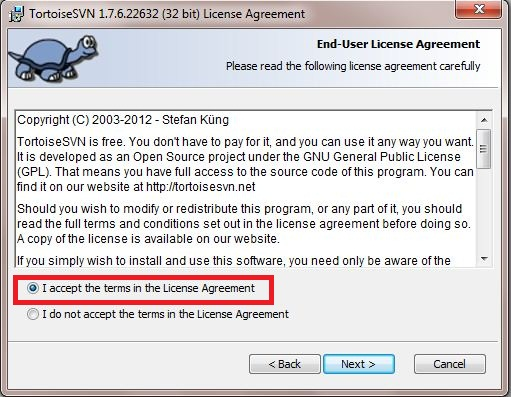 TortoiseSVN 1.7.6.22632 (32 bit) License Agreement
End-User License Agreement
Please read the following license agreement carefully
Copyright (C) 2003-2012 - Stefan Küng
TortoiseSVN is free. You don't have to pay for it, and you can use it any way you want.
It is developed as an Open Source project under the GNU General Public License
(GPL). That means you have full access to the source code of this program. You can
find it on our website at http://tortoisesvn.net
Should you wish to modify or redistribute this program, or any part of it, you should
read the full terms and conditions set out in the license agreement before doing so.
A copy of the license is available on our website.
If you simply wish to install and use this software, you need only be aware of the
I accept the terms in the License Agreement
I do not accept the terms in the License Agreement
< Back Next > Cancel